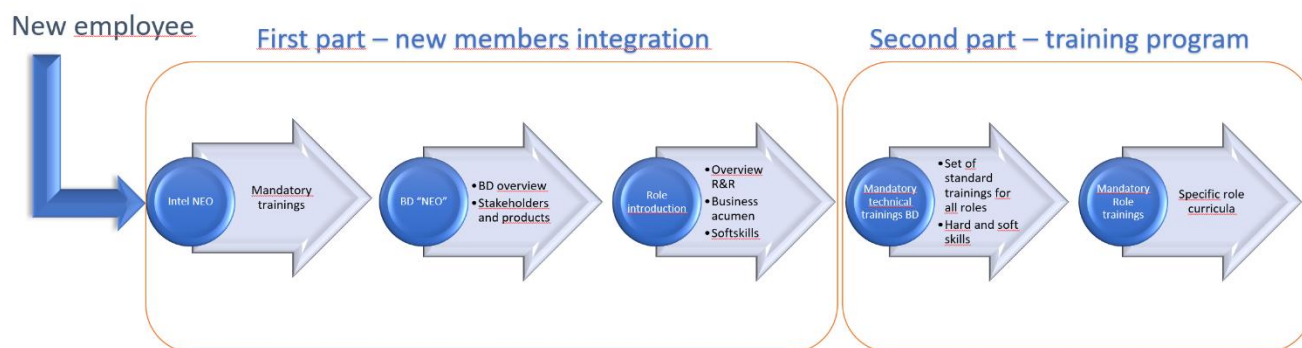 New employee
First part – new members integration
Second part – training program
Intel NEO
Mandatory
trainings
BD "NEO"
• BD overview
• Stakeholders
and products
Role
introduction
• Overview
R&R
• Business
acumen
• Softskills
Mandatory
technical
trainings BD
• Set of
standard
trainings for
all roles
• Hard and soft
skills
Mandatory
Role trainings
Specific role
curricula